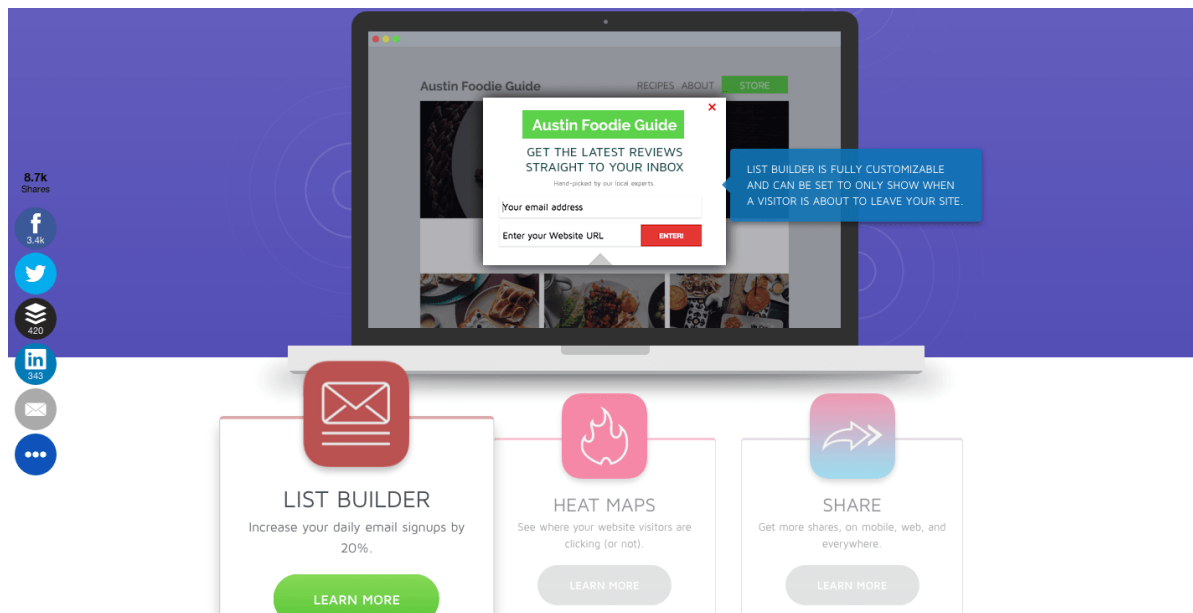 8.7k
Shares
3.4k
420
343
Austin Foodie Guide
RECIPES ABOUT STORE
Austin Foodie Guide
GET THE LATEST REVIEWS
STRAIGHT TO YOUR INBOX
Hand-picked by our local experts.
Your email address
Enter your Website URL
ENTER!
LIST BUILDER IS FULLY CUSTOMIZABLE
AND CAN BE SET TO ONLY SHOW WHEN
A VISITOR IS ABOUT TO LEAVE YOUR SITE.
LIST BUILDER
Increase your daily email signups by
20%.
LEARN MORE
HEAT MAPS
See where your website visitors are
clicking (or not).
LEARN MORE
SHARE
Get more shares, on mobile, web, and
everywhere.
LEARN MORE